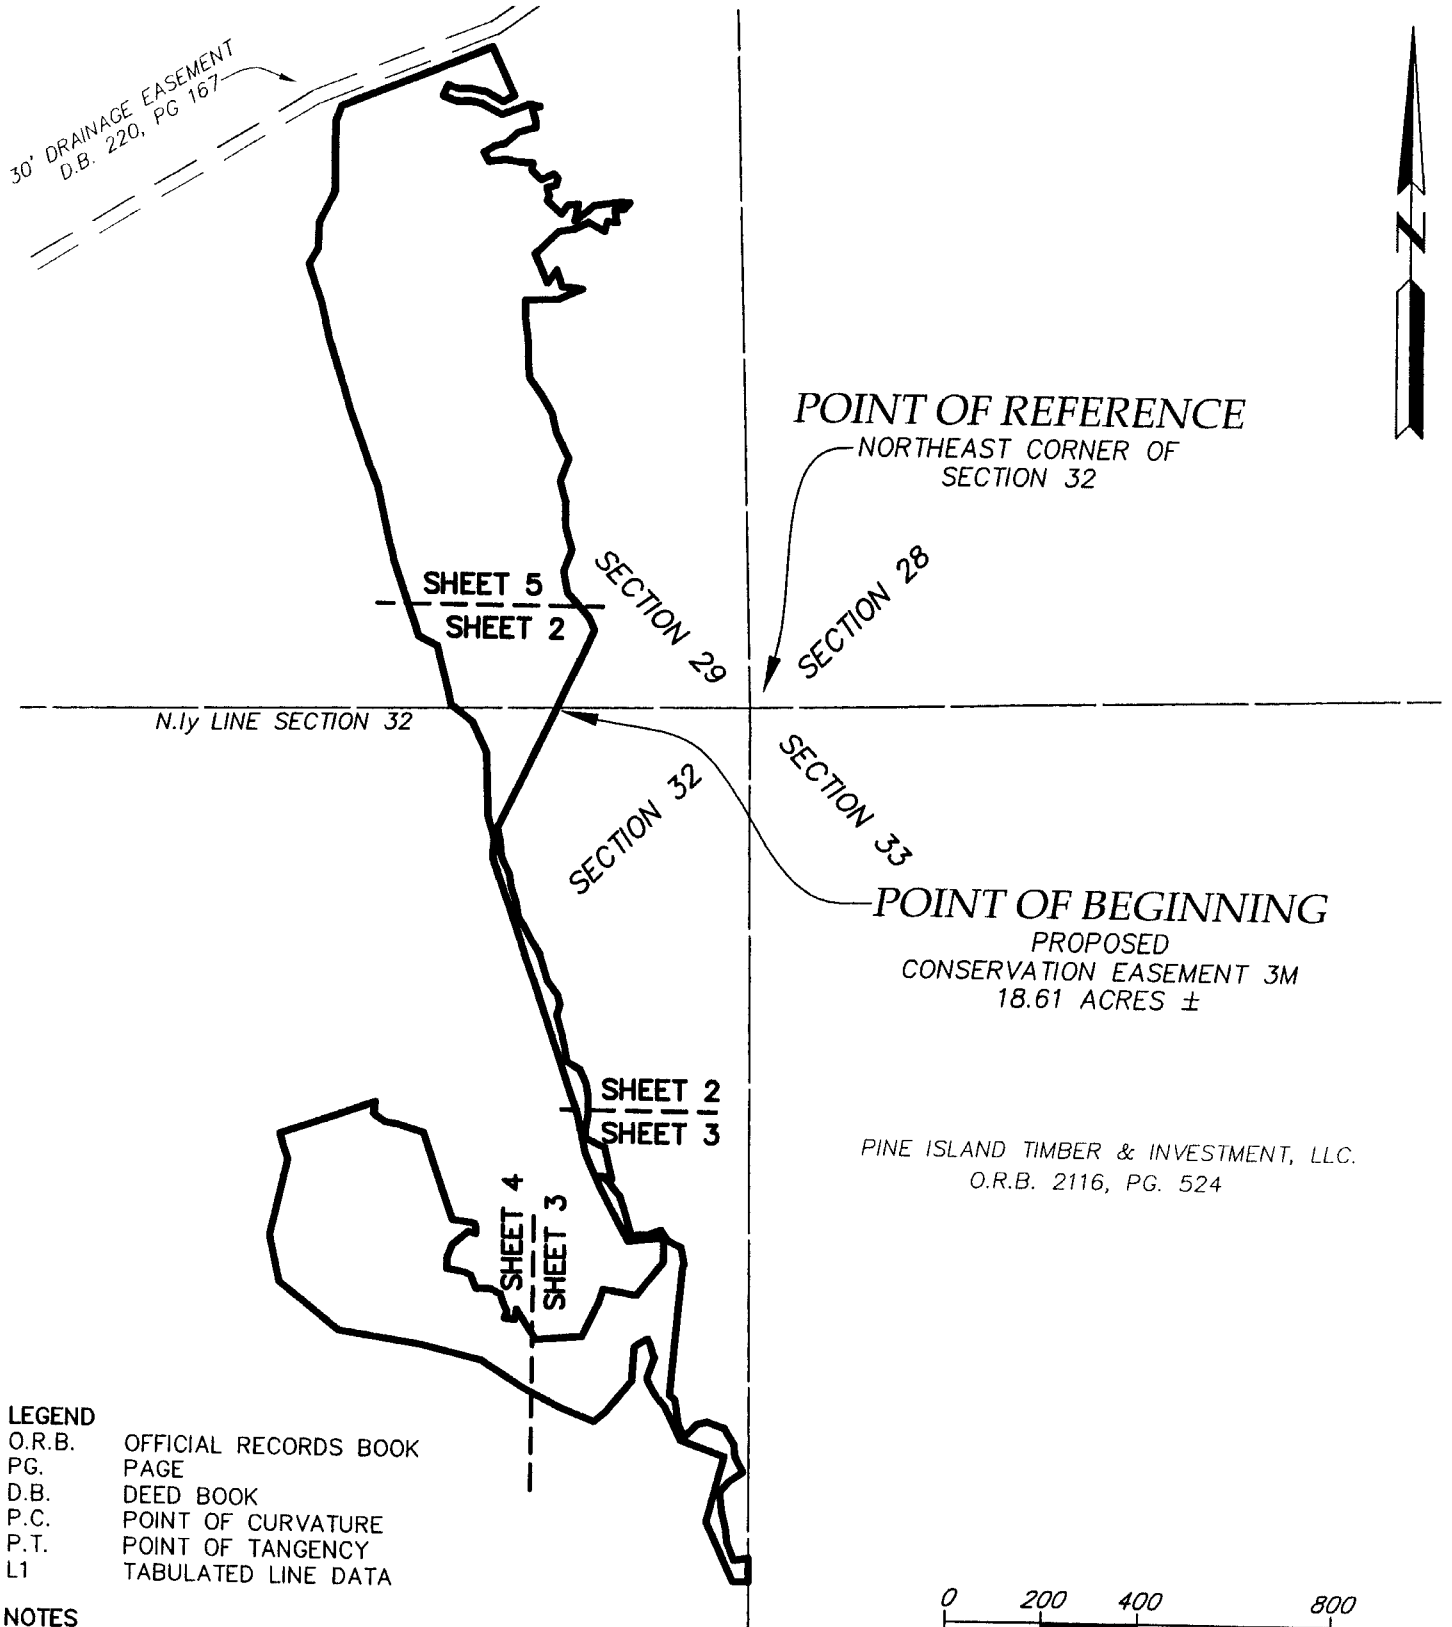 30' DRAINAGE EASEMENT
D.B. 220, PG 167
N
POINT OF REFERENCE
NORTHEAST CORNER OF
SECTION 32
SHEET 5
SHEET 2
SECTION 29
SECTION 28
N.ly LINE SECTION 32
SECTION 32
SECTION 33
POINT OF BEGINNING
PROPOSED
CONSERVATION EASEMENT 3M
18.61 ACRES ±
SHEET 2
SHEET 3
PINE ISLAND TIMBER & INVESTMENT, LLC.
O.R.B. 2116, PG. 524
SHEET 4
SHEET 3
LEGEND
O.R.B. OFFICIAL RECORDS BOOK
PG. PAGE
D.B. DEED BOOK
P.C. POINT OF CURVATURE
P.T. POINT OF TANGENCY
L1 TABULATED LINE DATA
NOTES
0 200 400 800